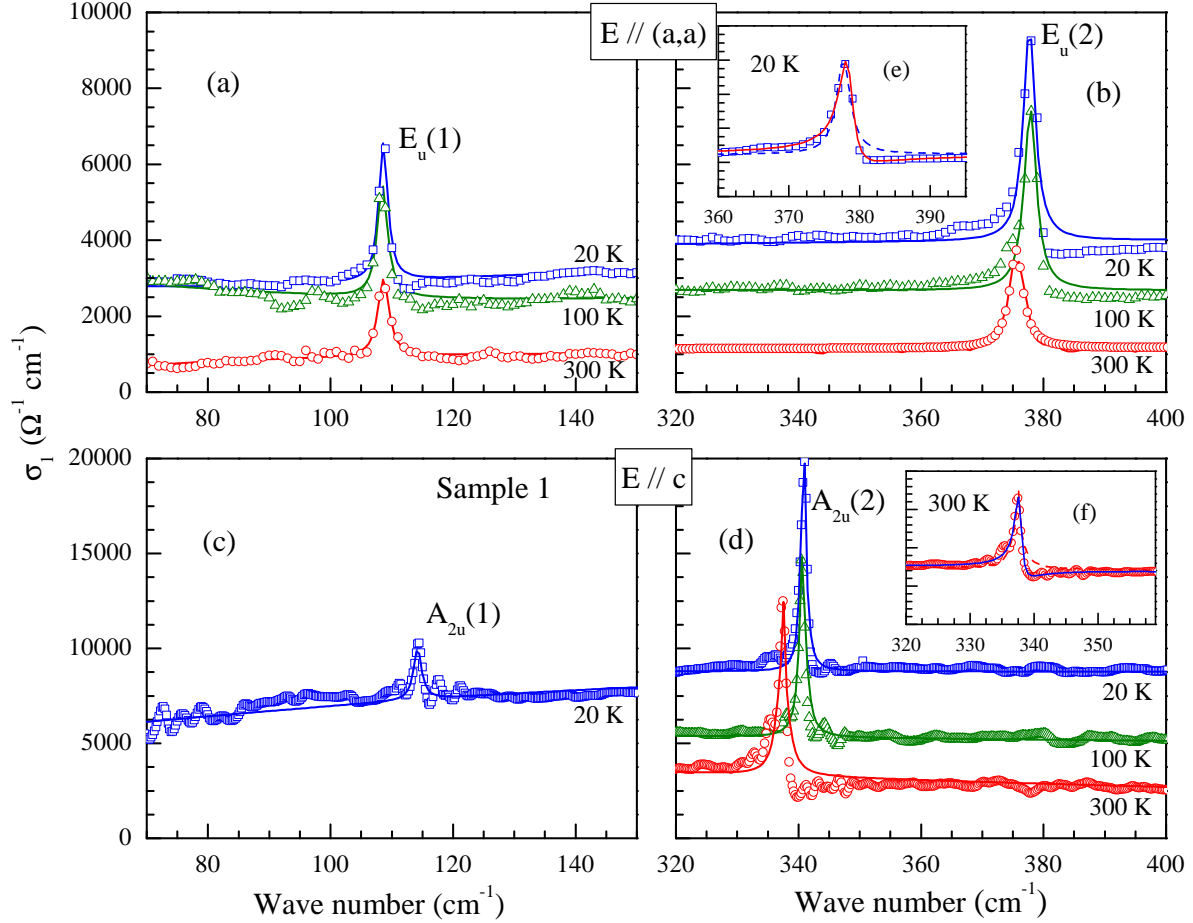 E // (a,a)
10000
8000
6000
4000
2000
0
(a)
E_u(1)
20 K
100 K
300 K
80
100
120
140
E_u(2)
(b)
20 K
100 K
300 K
320
340
360
380
400
20 K
(e)
360
370
380
390
σ₁ (Ω⁻¹ cm⁻¹)
E // c
20000
15000
10000
5000
0
Sample 1
(c)
A_2u(1)
20 K
80
100
120
140
Wave number (cm⁻¹)
(d)
A_2u(2)
20 K
100 K
300 K
320
340
360
380
400
Wave number (cm⁻¹)
300 K
(f)
320
330
340
350